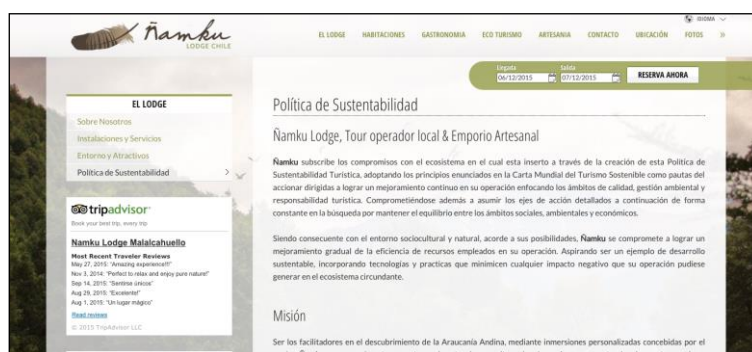 IDIOMA
Ñamku
LODGE CHILE
EL LODGE HABITACIONES GASTRONOMIA ECO TURISMO ARTESANIA CONTACTO UBICACIÓN FOTOS »
Llegada Salida
06/12/2015 07/12/2015 RESERVA AHORA
EL LODGE
Sobre Nosotros
Instalaciones y Servicios
Entorno y Atractivos
Política de Sustentabilidad
tripadvisor
Book your best trip, every trip
Namku Lodge Malalcahuello
Most Recent Traveler Reviews
May 27, 2015: "Amazing experience!!!"
Nov 3, 2014: "Perfect to relax and enjoy pure nature!"
Sep 14, 2015: "Sentirse únicos"
Aug 29, 2015: "Excelente!"
Aug 1, 2015: "Un lugar mágico"
Read reviews
© 2015 TripAdvisor LLC
Política de Sustentabilidad
Ñamku Lodge, Tour operador local & Emporio Artesanal
Ñamku subscribe los compromisos con el ecosistema en el cual esta inserto a través de la creación de esta Política de
Sustentabilidad Turística, adoptando los principios enunciados en la Carta Mundial del Turismo Sostenible como pautas del
accionar dirigidas a lograr un mejoramiento continuo en su operación enfocando los ámbitos de calidad, gestión ambiental y
responsabilidad turística. Comprometiéndose además a asumir los ejes de acción detallados a continuación de forma
constante en la búsqueda por mantener el equilibrio entre los ámbitos sociales, ambientales y económicos.
Siendo consecuente con el entorno sociocultural y natural, acorde a sus posibilidades, Ñamku se compromete a lograr un
mejoramiento gradual de la eficiencia de recursos empleados en su operación. Aspirando ser un ejemplo de desarrollo
sustentable, incorporando tecnologías y practicas que minimicen cualquier impacto negativo que su operación pudiese
generar en el ecosistema circundante.
Misión
Ser los facilitadores en el descubrimiento de la Araucanía Andina, mediante inmersiones personalizadas concebidas por el